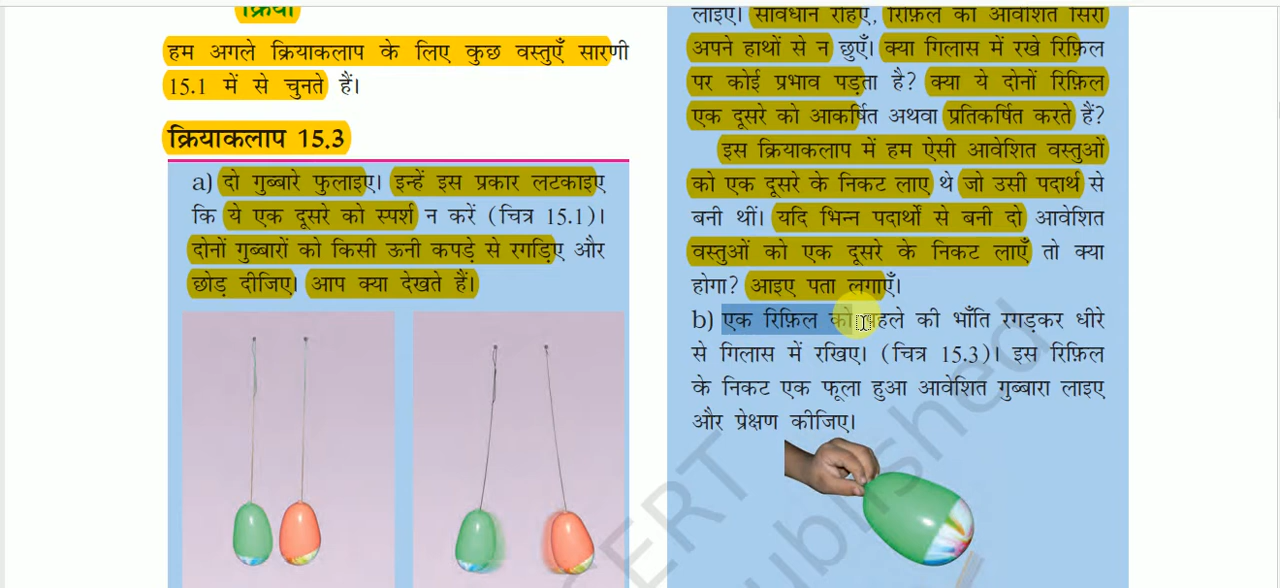 क्रिया
हम अगले क्रियाकलाप के लिए कुछ वस्तुएँ सारणी
15.1 में से चुनते हैं।
क्रियाकलाप 15.3
a) दो गुब्बारे फुलाइए। इन्हें इस प्रकार लटकाइए
कि ये एक दूसरे को स्पर्श न करें (चित्र 15.1)।
दोनों गुब्बारों को किसी ऊनी कपड़े से रगड़िए और
छोड़ दीजिए। आप क्या देखते हैं।
लाइए। सावधान रहिए, रिफ़िल का आवेशित सिरा
अपने हाथों से न छुएँ। क्या गिलास में रखे रिफ़िल
पर कोई प्रभाव पड़ता है? क्या ये दोनों रिफ़िल
एक दूसरे को आकर्षित अथवा प्रतिकर्षित करते हैं?
इस क्रियाकलाप में हम ऐसी आवेशित वस्तुओं
को एक दूसरे के निकट लाए थे जो उसी पदार्थ से
बनी थीं। यदि भिन्न पदार्थों से बनी दो आवेशित
वस्तुओं को एक दूसरे के निकट लाएँ तो क्या
होगा? आइए पता लगाएँ।
b) एक रिफ़िल को पहले की भाँति रगड़कर धीरे
से गिलास में रखिए। (चित्र 15.3)। इस रिफ़िल
के निकट एक फूला हुआ आवेशित गुब्बारा लाइए
और प्रेक्षण कीजिए।